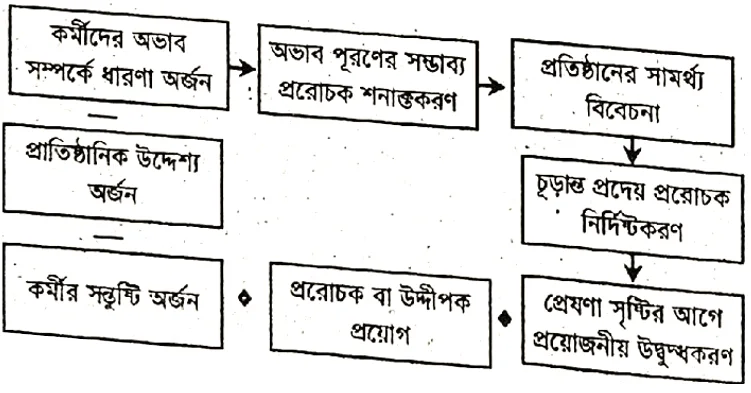 কর্মীদের অভাব
সম্পর্কে ধারণা অর্জন
অভাব পূরণের সম্ভাব্য
প্ররোচক শনাক্তকরণ
প্রতিষ্ঠানের সামর্থ্য
বিবেচনা
চূড়ান্ত প্রদেয় প্ররোচক
নির্দিষ্টকরণ
প্রেষণা সৃষ্টির আগে
প্রয়োজনীয় উদ্বুদ্ধকরণ
প্ররোচক বা উদ্দীপক
প্রয়োগ
কর্মীর সন্তুষ্টি অর্জন
প্রাতিষ্ঠানিক উদ্দেশ্য
অর্জন